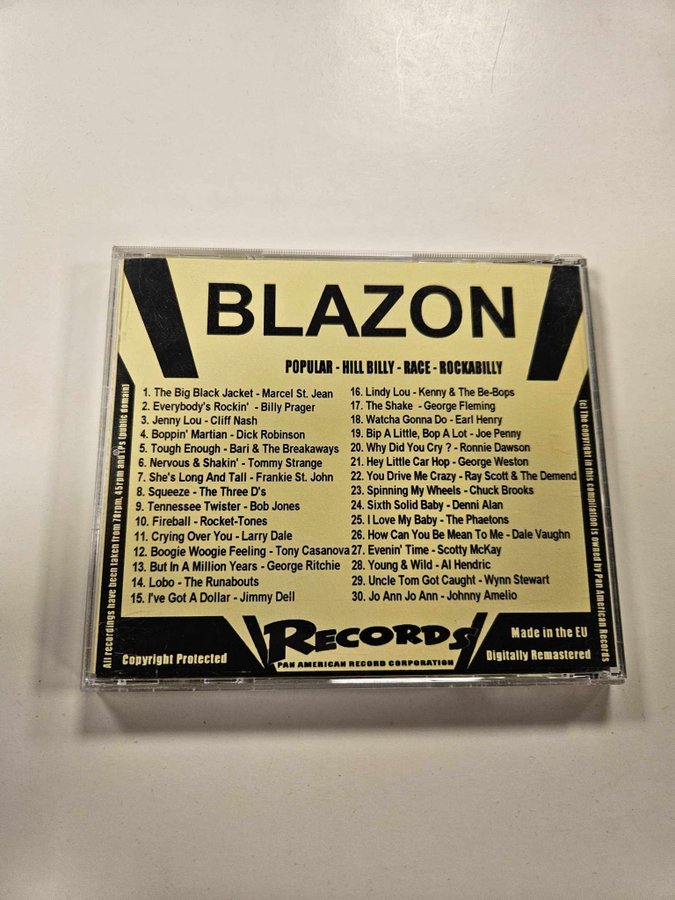 BLAZON
POPULAR - HILL BILLY - RACE - ROCKABILLY
1. The Big Black Jacket - Marcel St. Jean
2. Everybody's Rockin' - Billy Prager
3. Jenny Lou - Cliff Nash
4. Boppin' Martian - Dick Robinson
5. Tough Enough - Bari & The Breakaways
6. Nervous & Shakin' - Tommy Strange
7. She's Long And Tall - Frankie St. John
8. Squeeze - The Three D's
9. Tennessee Twister - Bob Jones
10. Fireball - Rocket-Tones
11. Crying Over You - Larry Dale
12. Boogie Woogie Feeling - Tony Casanova
13. But In A Million Years - George Ritchie
14. Lobo - The Runabouts
15. I've Got A Dollar - Jimmy Dell
16. Lindy Lou - Kenny & The Be-Bops
17. The Shake - George Fleming
18. Watcha Gonna Do - Earl Henry
19. Bip A Little, Bop A Lot - Joe Penny
20. Why Did You Cry ? - Ronnie Dawson
21. Hey Little Car Hop - George Weston
22. You Drive Me Crazy - Ray Scott & The Demend
23. Spinning My Wheels - Chuck Brooks
24. Sixth Solid Baby - Denni Alan
25. I Love My Baby - The Phaetons
26. How Can You Be Mean To Me - Dale Vaughn
27. Evenin' Time - Scotty McKay
28. Young & Wild - Al Hendric
29. Uncle Tom Got Caught - Wynn Stewart
30. Jo Ann Jo Ann - Johnny Amelio
All recordings have been taken from 78rpm, 45rpm and LPs (public domain)
(c) The copyright in this compilation is owned by Pan American Records
Copyright Protected
RECORDS
PAN AMERICAN RECORD CORPORATION
Made in the EU
Digitally Remastered